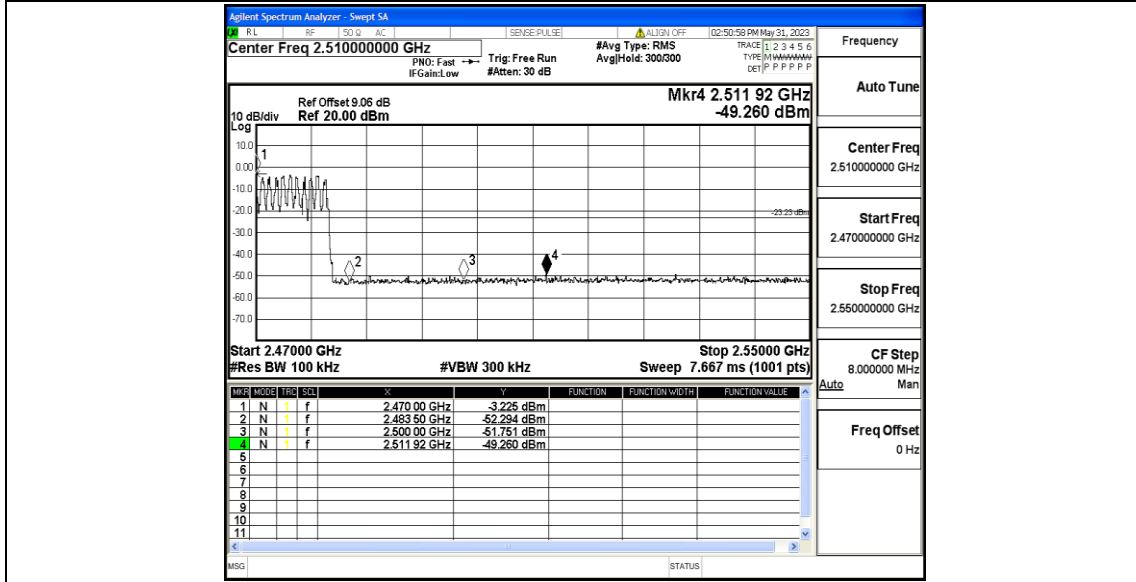 Agilent Spectrum Analyzer - Swept SA
RL RF 50 Ω AC SENSE:PULSE ALIGN OFF 02:50:58 PM May 31, 2023
Center Freq 2.510000000 GHz
PNO: Fast Trig: Free Run
IFGain:Low #Atten: 30 dB
#Avg Type: RMS
Avg|Hold: 300/300
TRACE 1 2 3 4 5 6
TYPE M
DET P P P P P P
Frequency
Auto Tune
Center Freq
2.510000000 GHz
Start Freq
2.470000000 GHz
Stop Freq
2.550000000 GHz
CF Step
8.000000 MHz
Auto Man
Freq Offset
0 Hz
Mkr4 2.511 92 GHz
-49.260 dBm
Ref Offset 9.06 dB
10 dB/div Ref 20.00 dBm
Log
10.0
0.00
-10.0
-20.0
-30.0
-40.0
-50.0
-60.0
-70.0
1
2
3
4
-23.23 dBm
Start 2.47000 GHz Stop 2.55000 GHz
#Res BW 100 kHz #VBW 300 kHz Sweep 7.667 ms (1001 pts)
MKR MODE TRC SCL X Y FUNCTION FUNCTION WIDTH FUNCTION VALUE
1 N 1 f 2.470 00 GHz -3.225 dBm
2 N 1 f 2.483 50 GHz -52.294 dBm
3 N 1 f 2.500 00 GHz -51.751 dBm
4 N 1 f 2.511 92 GHz -49.260 dBm
5
6
7
8
9
10
11
MSG STATUS